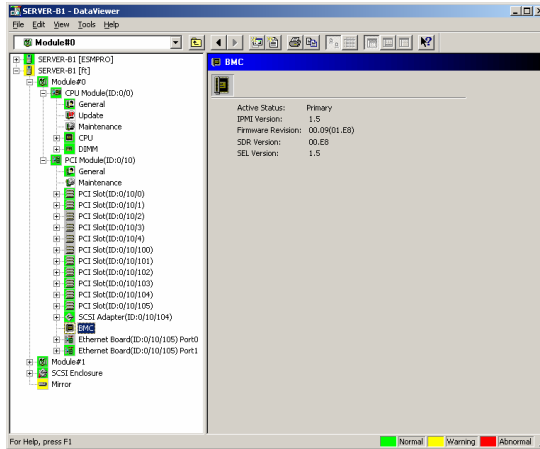 SERVER-B1 - DataViewer
File Edit View Tools Help
Module#0
SERVER-B1 [ESMPRO]
SERVER-B1 [ft]
Module#0
CPU Module(ID:0/0)
General
Update
Maintenance
CPU
DIMM
PCI Module(ID:0/10)
General
Maintenance
PCI Slot(ID:0/10/0)
PCI Slot(ID:0/10/1)
PCI Slot(ID:0/10/2)
PCI Slot(ID:0/10/3)
PCI Slot(ID:0/10/4)
PCI Slot(ID:0/10/100)
PCI Slot(ID:0/10/101)
PCI Slot(ID:0/10/102)
PCI Slot(ID:0/10/103)
PCI Slot(ID:0/10/104)
PCI Slot(ID:0/10/105)
SCSI Adapter(ID:0/10/104)
BMC
Ethernet Board(ID:0/10/105) Port0
Ethernet Board(ID:0/10/105) Port1
Module#1
SCSI Enclosure
Mirror
BMC
Active Status: Primary
IPMI Version: 1.5
Firmware Revision: 00.09(01.E8)
SDR Version: 00.E8
SEL Version: 1.5
For Help, press F1
Normal Warning Abnormal